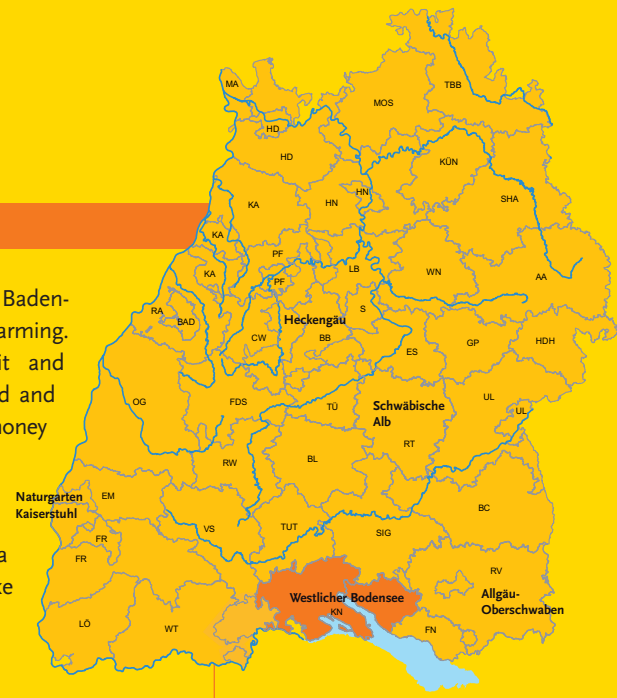 MA
TBB
MOS
HD
HD
KÜN
HN
SHA
KA
HN
KA
PF
LB
WN
AA
KA
PF
RA
BAD
S
Heckengäu
CW
BB
ES
GP
HDH
Baden-
arming.
it and
d and
noney
OG
FDS
TÜ
Schwäbische
Alb
UL
UL
RT
RW
BL
Naturgarten
Kaiserstuhl
EM
BC
VS
TUT
SIG
FR
FR
a
ke
RV
Allgäu-
Oberschwaben
Westlicher Bodensee
KN
LÖ
WT
FN